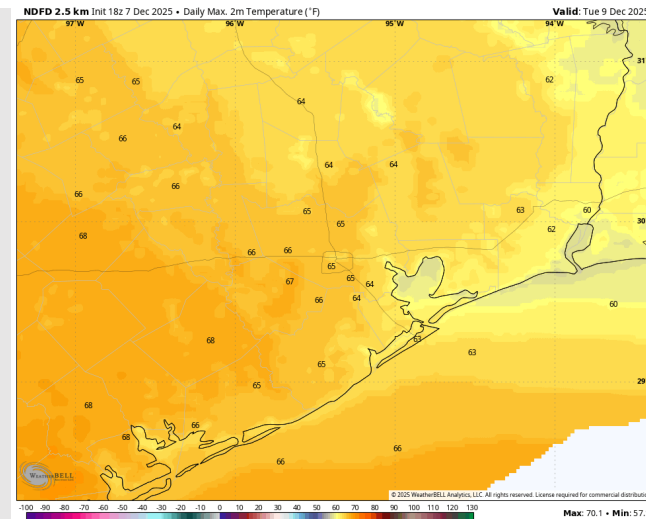 NDFD 2.5 km Init 18z 7 Dec 2025 • Daily Max. 2m Temperature (°F)
Valid: Tue 9 Dec 2025
97°W 96°W 95°W 94°W
31
65 65 62
64
66 64
64 64
66 66
65 63 60
30
65 62
68
66 66
65
67 65 64
66 64 60
68 63
63
65
29
65
68
66
68 66
66
WEATHERBELL
© 2025 WeatherBELL Analytics, LLC. All rights reserved. License required for commercial distributio
-100 -90 -80 -70 -60 -50 -40 -30 -20 -10 0 10 20 30 40 50 60 70 80 90 100 110 120 130
Max: 70.1 • Min: 57.